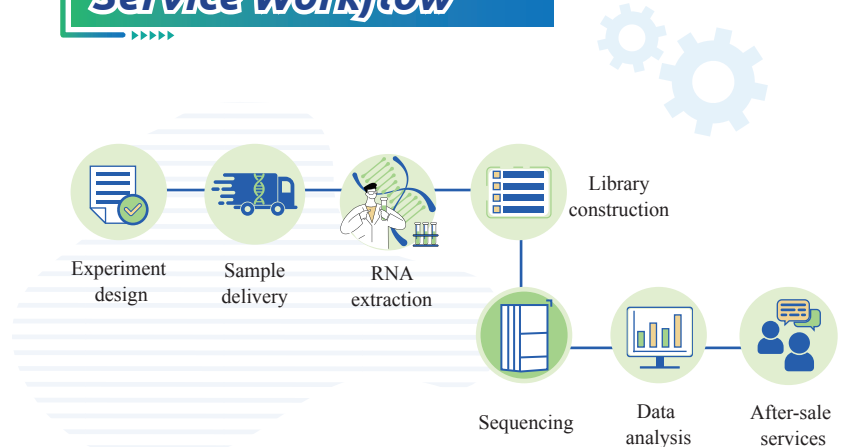 Service Workflow
Library
construction
Experiment
design
Sample
delivery
RNA
extraction
Sequencing
Data
analysis
After-sale
services